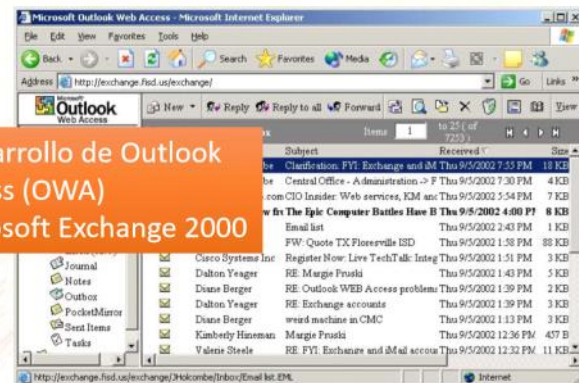 Microsoft Outlook Web Access - Microsoft Internet Explorer
File Edit View Favorites Tools Help
Back Search Favorites Media
Address http://exchange.fisd.us/exchange/ Go Links »
Microsoft Outlook Web Access
New Reply Reply to all Forward View
Items 1 to 25 ( of 7253 )
Subject Received Size
arrollo de Outlook
ss (OWA)
osoft Exchange 2000
be Clarification: FYI: Exchange and iM Thu 9/5/2002 7:55 PM 18 KB
be Central Office - Administration -> F Thu 9/5/2002 7:30 PM 4 KB
.com CIO Insider: Web services, KM anc Thu 9/5/2002 5:54 PM 7 KB
w fr The Epic Computer Battles Have B Thu 9/5/2002 4:00 PM 8 KB
Email list Thu 9/5/2002 2:43 PM 1 KB
FW: Quote TX Floresville ISD Thu 9/5/2002 1:58 PM 88 KB
Journal Cisco Systems Inc Register Now: Live TechTalk: Integ Thu 9/5/2002 1:51 PM 3 KB
Notes Dalton Yeager RE: Margie Pruski Thu 9/5/2002 1:43 PM 5 KB
Outbox Diane Berger RE: Outlook WEB Access problems Thu 9/5/2002 1:39 PM 2 KB
PocketMirror Dalton Yeager RE: Exchange accounts Thu 9/5/2002 1:39 PM 3 KB
Sent Items Diane Berger weird machine in CMC Thu 9/5/2002 1:13 PM 3 KB
Tasks Kimberly Hineman Margie Pruski Thu 9/5/2002 12:36 PM 457 B
Valerie Steele RE: FYI: Exchange and iMail accou Thu 9/5/2002 12:32 PM 11 KB
http://exchange.fisd.us/exchange/JHolcombe/Inbox/Email list.EML Internet